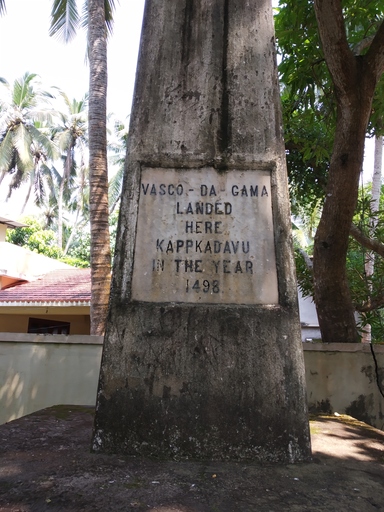 VASCO - DA - GAMA
LANDED
HERE
KAPPKADAVU
IN THE YEAR
1498